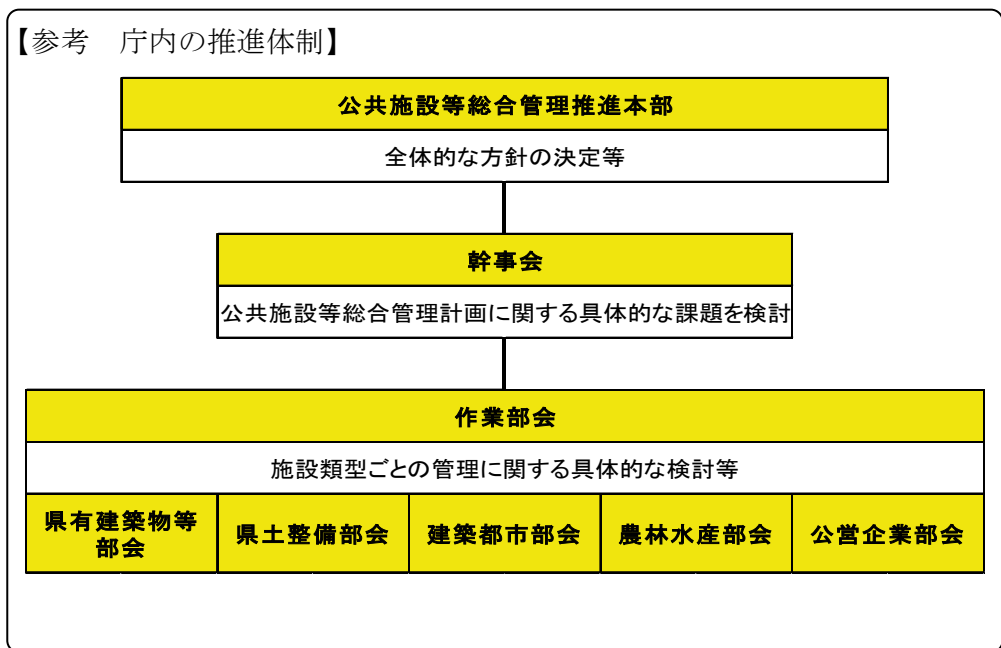 【参考　庁内の推進体制】
公共施設等総合管理推進本部
全体的な方針の決定等
幹事会
公共施設等総合管理計画に関する具体的な課題を検討
作業部会
施設類型ごとの管理に関する具体的な検討等
県有建築物等
部会
県土整備部会
建築都市部会
農林水産部会
公営企業部会